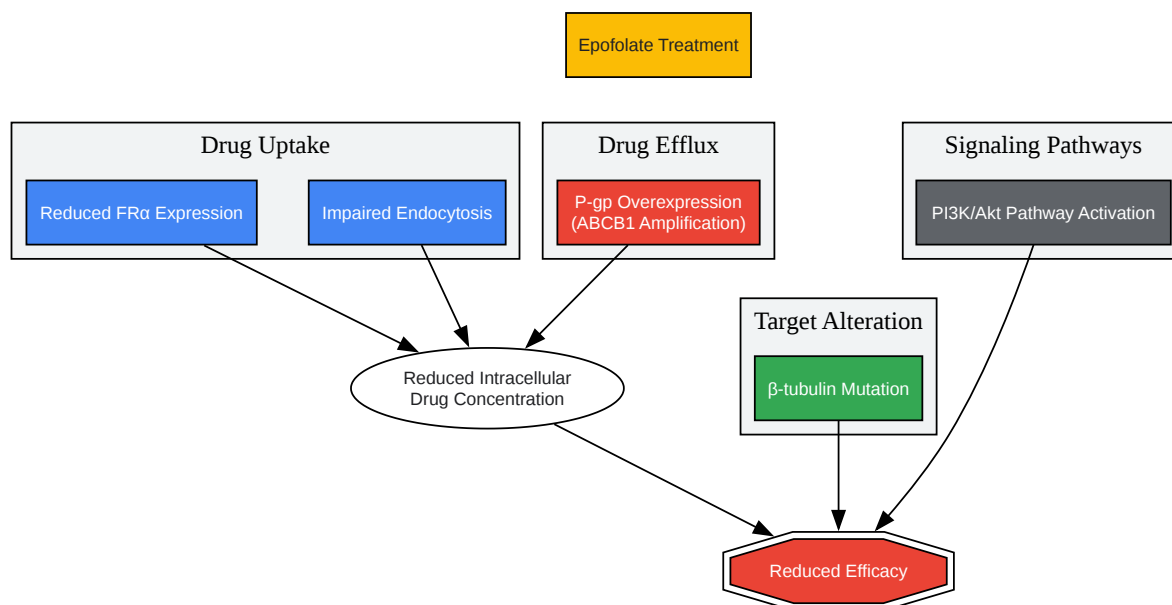 Epofolate Treatment
Drug Uptake
Drug Efflux
Signaling Pathways
Reduced FRα Expression
Impaired Endocytosis
P-gp Overexpression
(ABCB1 Amplification)
PI3K/Akt Pathway Activation
Target Alteration
Reduced Intracellular
Drug Concentration
β-tubulin Mutation
Reduced Efficacy